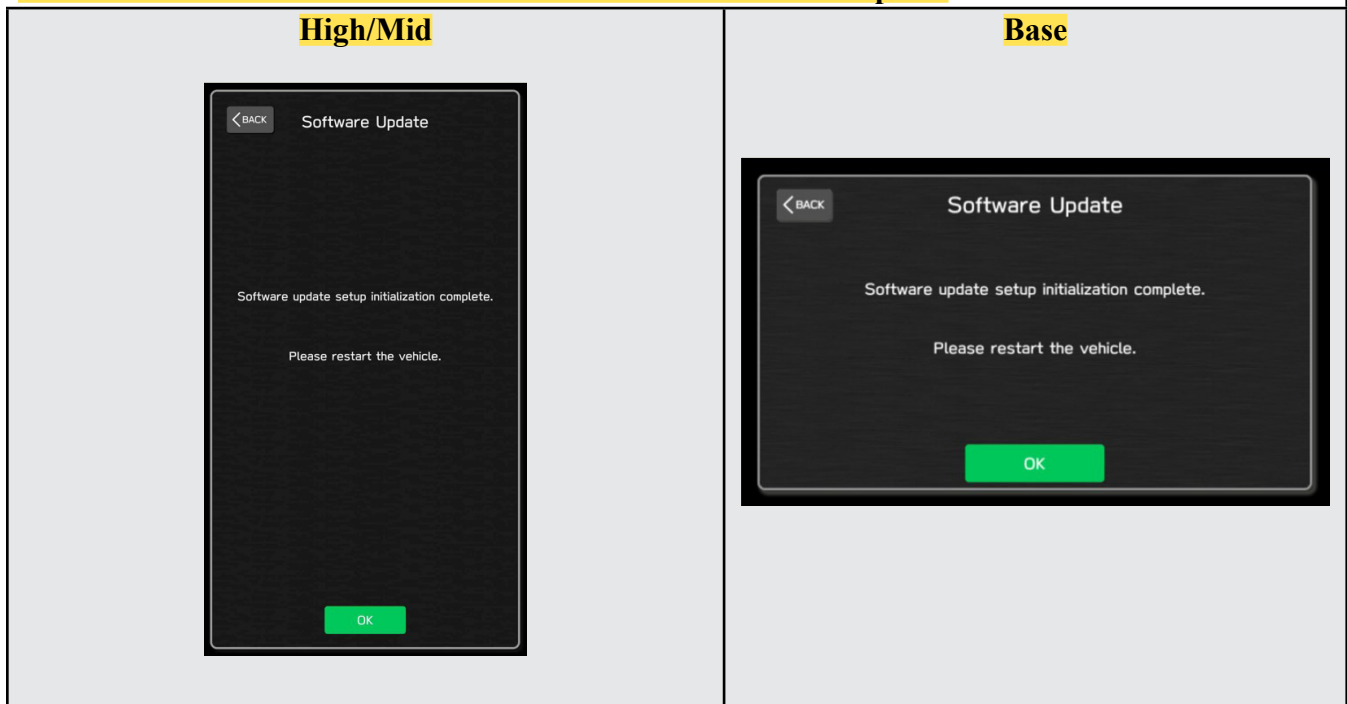 High/Mid
BACK
Software Update
Software update setup initialization complete.
Please restart the vehicle.
OK
Base
BACK
Software Update
Software update setup initialization complete.
Please restart the vehicle.
OK